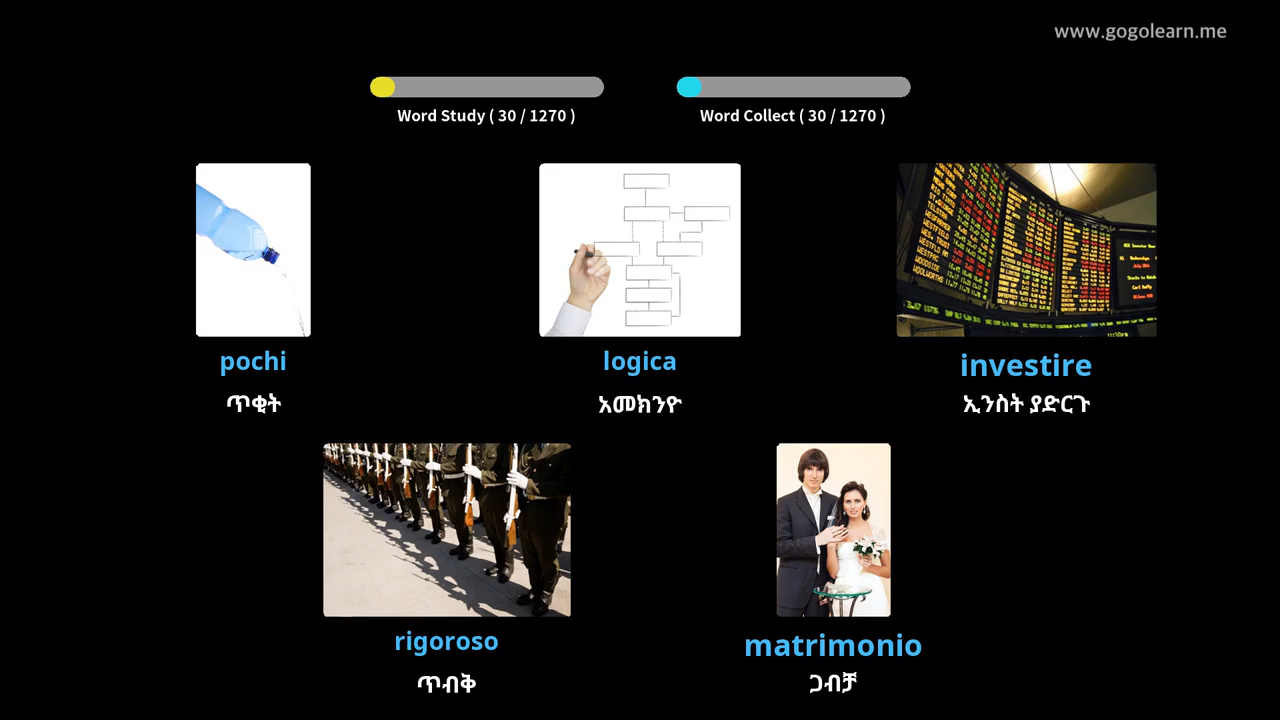 www.gogolearn.me
Word Study ( 30 / 1270 )
Word Collect ( 30 / 1270 )
pochi
ጥቂት
logica
አመክንዮ
investire
ኢንስት ያድርጉ
rigoroso
ጥብቅ
matrimonio
ጋብቻ